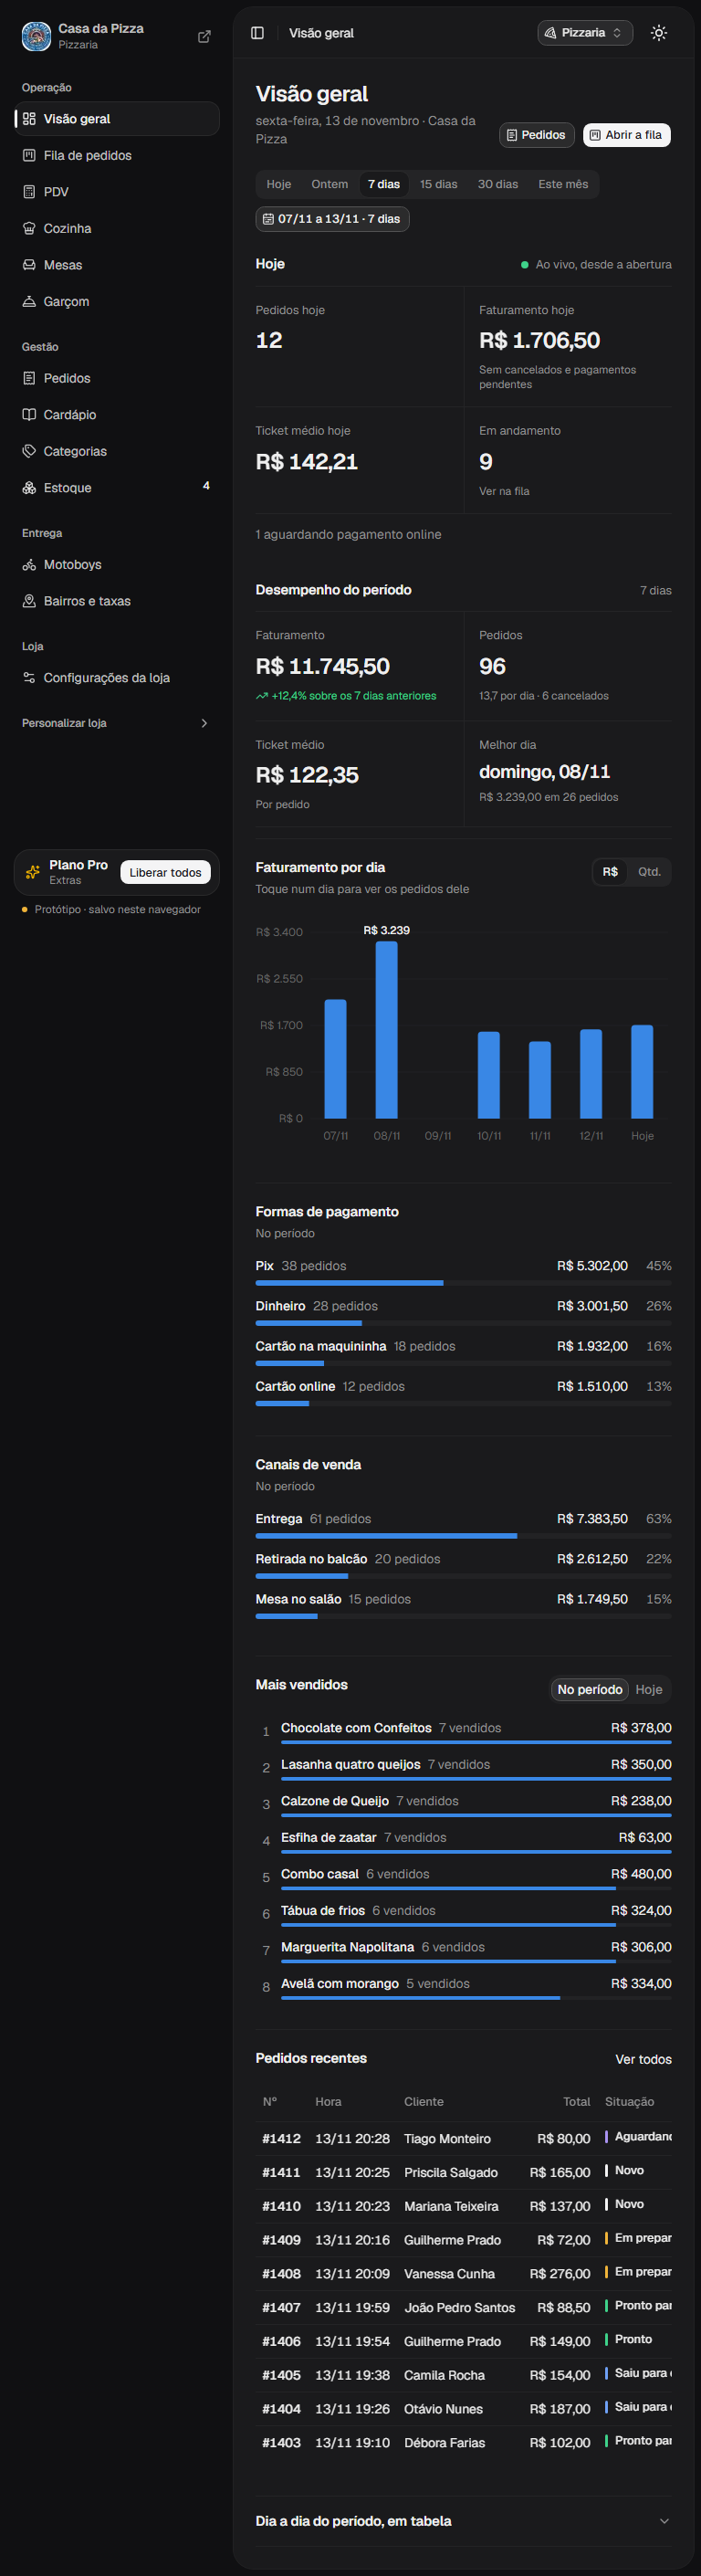 Casa da Pizza
Pizzaria
Operação
Visão geral
Fila de pedidos
PDV
Cozinha
Mesas
Garçom
Gestão
Pedidos
Cardápio
Categorias
Estoque 4
Entrega
Motoboys
Bairros e taxas
Loja
Configurações da loja
Personalizar loja
Plano Pro
Extras
Liberar todos
Protótipo · salvo neste navegador
Visão geral
Pizzaria
Visão geral
sexta-feira, 13 de novembro · Casa da
Pizza
Pedidos
Abrir a fila
Hoje Ontem 7 dias 15 dias 30 dias Este mês
07/11 a 13/11 · 7 dias
Hoje
Ao vivo, desde a abertura
Pedidos hoje
12
Faturamento hoje
R$ 1.706,50
Sem cancelados e pagamentos
pendentes
Ticket médio hoje
R$ 142,21
Em andamento
9
Ver na fila
1 aguardando pagamento online
Desempenho do período
7 dias
Faturamento
R$ 11.745,50
+12,4% sobre os 7 dias anteriores
Pedidos
96
13,7 por dia · 6 cancelados
Ticket médio
R$ 122,35
Por pedido
Melhor dia
domingo, 08/11
R$ 3.239,00 em 26 pedidos
Faturamento por dia
Toque num dia para ver os pedidos dele
R$ Qtd.
R$ 3.239
R$ 3.400
R$ 2.550
R$ 1.700
R$ 850
R$ 0
07/11 08/11 09/11 10/11 11/11 12/11 Hoje
Formas de pagamento
No período
Pix 38 pedidos R$ 5.302,00 45%
Dinheiro 28 pedidos R$ 3.001,50 26%
Cartão na maquininha 18 pedidos R$ 1.932,00 16%
Cartão online 12 pedidos R$ 1.510,00 13%
Canais de venda
No período
Entrega 61 pedidos R$ 7.383,50 63%
Retirada no balcão 20 pedidos R$ 2.612,50 22%
Mesa no salão 15 pedidos R$ 1.749,50 15%
Mais vendidos
No período Hoje
1 Chocolate com Confeitos 7 vendidos R$ 378,00
2 Lasanha quatro queijos 7 vendidos R$ 350,00
3 Calzone de Queijo 7 vendidos R$ 238,00
4 Esfiha de zaatar 7 vendidos R$ 63,00
5 Combo casal 6 vendidos R$ 480,00
6 Tábua de frios 6 vendidos R$ 324,00
7 Marguerita Napolitana 6 vendidos R$ 306,00
8 Avelã com morango 5 vendidos R$ 334,00
Pedidos recentes
Ver todos
Nº Hora Cliente Total Situação
#1412 13/11 20:28 Tiago Monteiro R$ 80,00 Aguardand
#1411 13/11 20:25 Priscila Salgado R$ 165,00 Novo
#1410 13/11 20:23 Mariana Teixeira R$ 137,00 Novo
#1409 13/11 20:16 Guilherme Prado R$ 72,00 Em prepar
#1408 13/11 20:09 Vanessa Cunha R$ 276,00 Em prepar
#1407 13/11 19:59 João Pedro Santos R$ 88,50 Pronto par
#1406 13/11 19:54 Guilherme Prado R$ 149,00 Pronto
#1405 13/11 19:38 Camila Rocha R$ 154,00 Saiu para
#1404 13/11 19:26 Otávio Nunes R$ 187,00 Saiu para
#1403 13/11 19:10 Débora Farias R$ 102,00 Pronto par
Dia a dia do período, em tabela